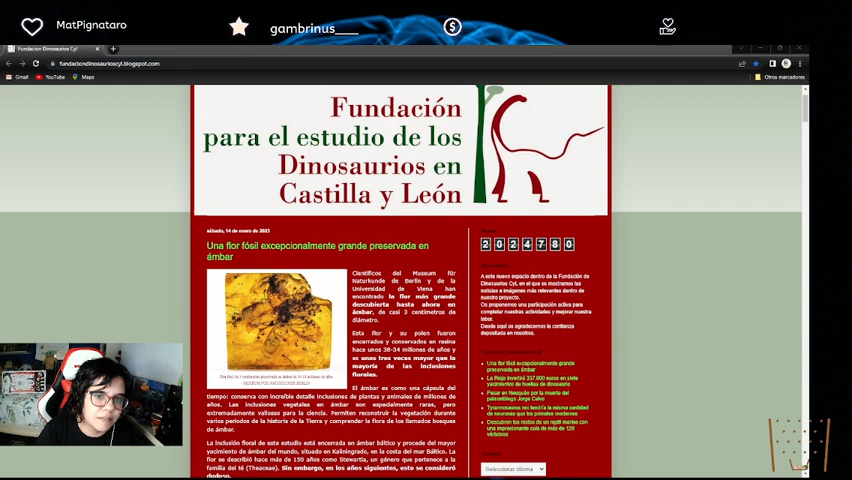 MatPignataro
gambrinus____
Fundacion Dinosaurios Cyl
fundaciondinosaurioscyl.blogspot.com
Gmail
YouTube
Maps
Otros marcadores
Fundación
para el estudio de los
Dinosaurios en
Castilla y León
sábado, 14 de enero de 2023
Una flor fósil excepcionalmente grande preservada en
ámbar
Científicos del Museum für
Naturkunde de Berlín y de la
Universidad de Viena han
encontrado la flor más grande
descubierta hasta ahora en
ámbar, de casi 3 centímetros de
diámetro.
Esta flor y su polen fueron
encerrados y conservados en resina
hace unos 38-34 millones de años y
es unas tres veces mayor que la
mayoría de las inclusiones
florales.
El ámbar es como una cápsula del
tiempo: conserva con increíble detalle inclusiones de plantas y animales de millones de
años. Las inclusiones vegetales en ámbar son especialmente raras, pero
extremadamente valiosas para la ciencia. Permiten reconstruir la vegetación durante
varios periodos de la historia de la Tierra y comprender la flora de los llamados bosques
de ámbar.
La inclusión floral de este estudio está encerrada en ámbar báltico y procede del mayor
yacimiento de ámbar del mundo, situado en Kaliningrado, en la costa del mar Báltico. La
flor se describió hace más de 150 años como Stewartia, un género que pertenece a la
familia del té (Theaceae). Sin embargo, en los años siguientes, esto se consideró
dudoso.
2024780
A este nuevo espacio dentro de la Fundación de
Dinosaurios CyL, en el que os mostramos las
noticias e imágenes más relevantes dentro de
nuestro proyecto.
Os proponemos una participación activa para
completar nuestras actividades y mejorar nuestra
labor.
Desde aquí os agradecemos la confianza
depositada en nosotros.
Una flor fósil excepcionalmente grande
preservada en ámbar
La Rioja invertirá 337.000 euros en siete
yacimientos de huellas de dinosaurio
Pesar en Neuquén por la muerte del
paleontólogo Jorge Calvo
Tyrannosaurus rex tendría la misma cantidad
de neuronas que los primates modernos
Descubren los restos de un reptil marino con
una impresionante cola de más de 120
vértebras
Seleccionar idioma